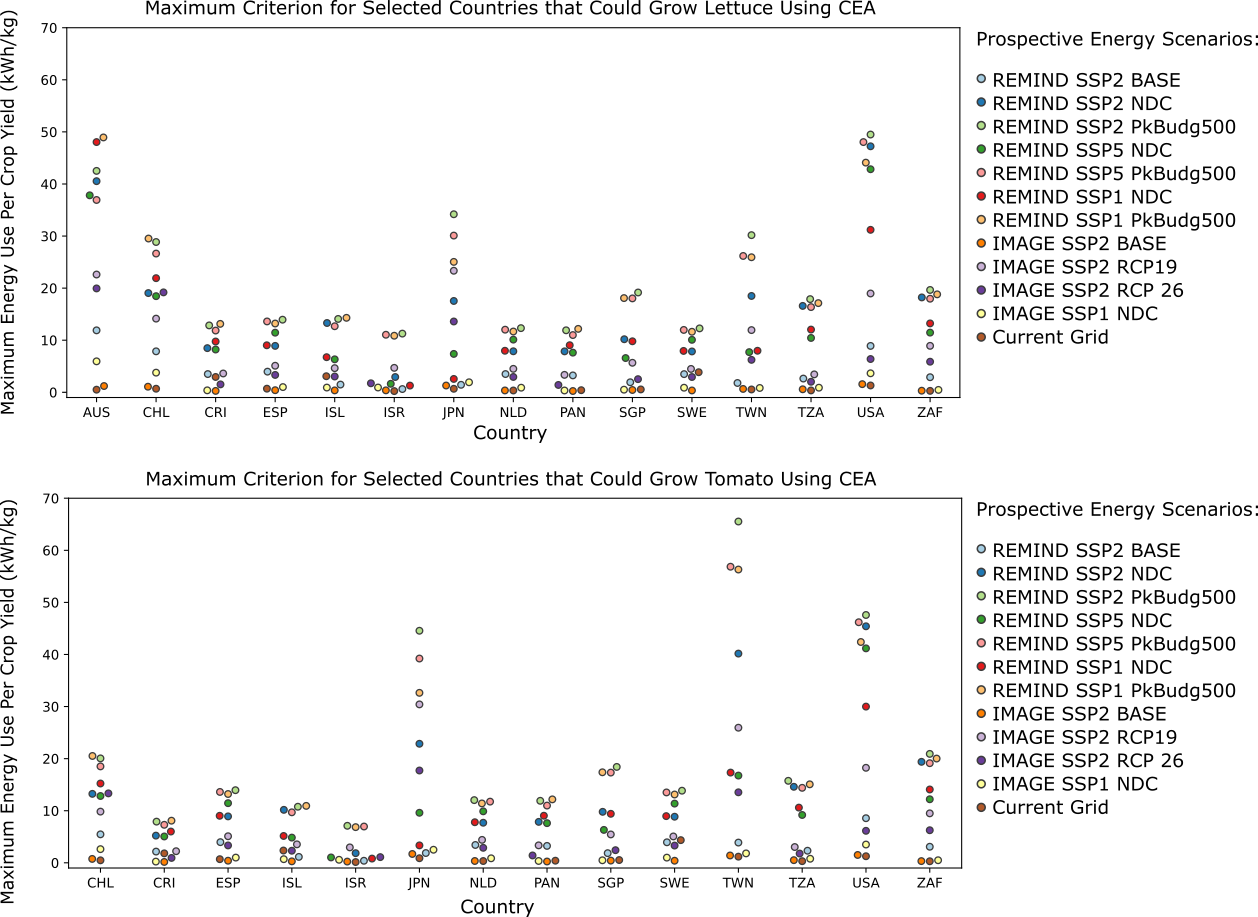 Maximum Criterion for Selected Countries that Could Grow Lettuce Using CEA
Maximum Energy Use Per Crop Yield (kWh/kg)
70
60
50
40
30
20
10
0
AUS CHL CRI ESP ISL ISR JPN NLD PAN SGP SWE TWN TZA USA ZAF
Country
Prospective Energy Scenarios:
REMIND SSP2 BASE
REMIND SSP2 NDC
REMIND SSP2 PkBudg500
REMIND SSP5 NDC
REMIND SSP5 PkBudg500
REMIND SSP1 NDC
REMIND SSP1 PkBudg500
IMAGE SSP2 BASE
IMAGE SSP2 RCP19
IMAGE SSP2 RCP 26
IMAGE SSP1 NDC
Current Grid
Maximum Criterion for Selected Countries that Could Grow Tomato Using CEA
Maximum Energy Use Per Crop Yield (kWh/kg)
70
60
50
40
30
20
10
0
CHL CRI ESP ISL ISR JPN NLD PAN SGP SWE TWN TZA USA ZAF
Country
Prospective Energy Scenarios:
REMIND SSP2 BASE
REMIND SSP2 NDC
REMIND SSP2 PkBudg500
REMIND SSP5 NDC
REMIND SSP5 PkBudg500
REMIND SSP1 NDC
REMIND SSP1 PkBudg500
IMAGE SSP2 BASE
IMAGE SSP2 RCP19
IMAGE SSP2 RCP 26
IMAGE SSP1 NDC
Current Grid